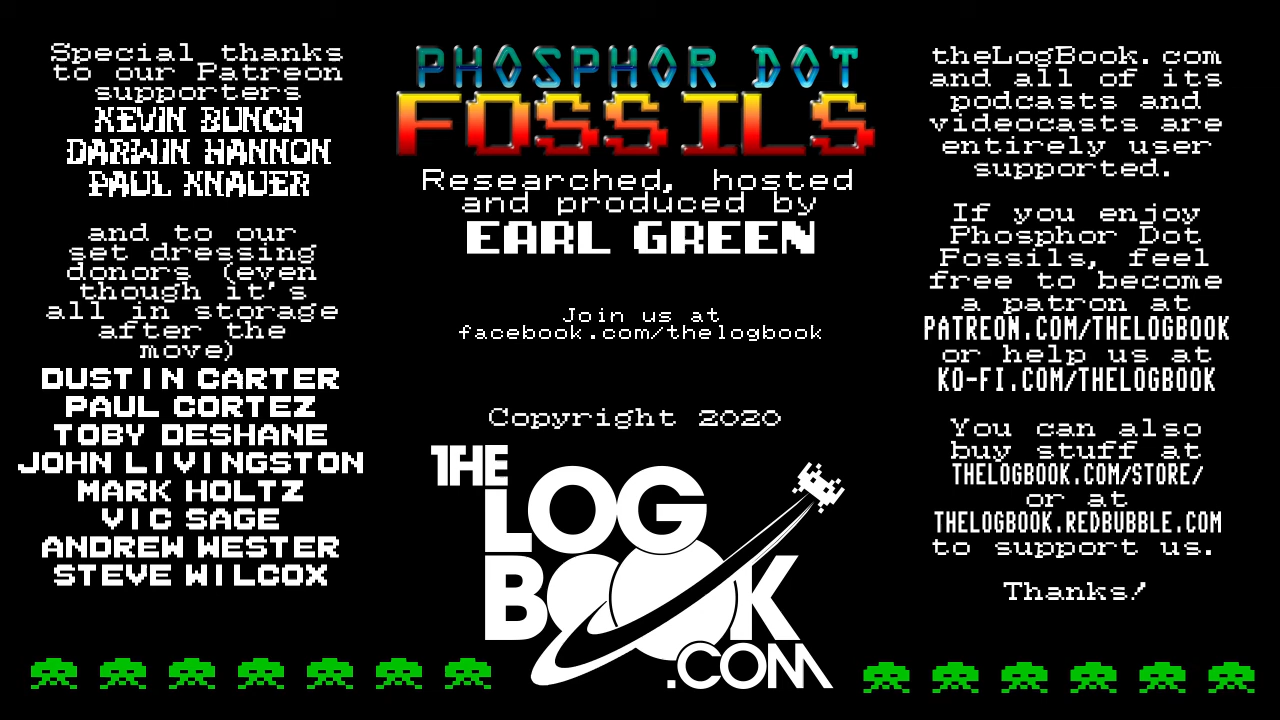 Special thanks
to our Patreon
supporters
KEVIN BUNCH
DARWIN HANNON
PAUL KNAUER
and to our
set dressing
donors (even
though it's
all in storage
after the
move)
DUSTIN CARTER
PAUL CORTEZ
TOBY DESHANE
JOHN LIVINGSTON
MARK HOLTZ
VIC SAGE
ANDREW WESTER
STEVE WILCOX
PHOSPHOR DOT
FOSSILS
Researched, hosted
and produced by
EARL GREEN
Join us at
facebook.com/thelogbook
Copyright 2020
THE
LOG
BOOK
.COM
theLogBook.com
and all of its
podcasts and
videocasts are
entirely user
supported.
If you enjoy
Phosphor Dot
Fossils, feel
free to become
a patron at
PATREON.COM/THELOGBOOK
or help us at
KO-FI.COM/THELOGBOOK
You can also
buy stuff at
THELOGBOOK.COM/STORE/
or at
THELOGBOOK.REDBUBBLE.COM
to support us.
Thanks!